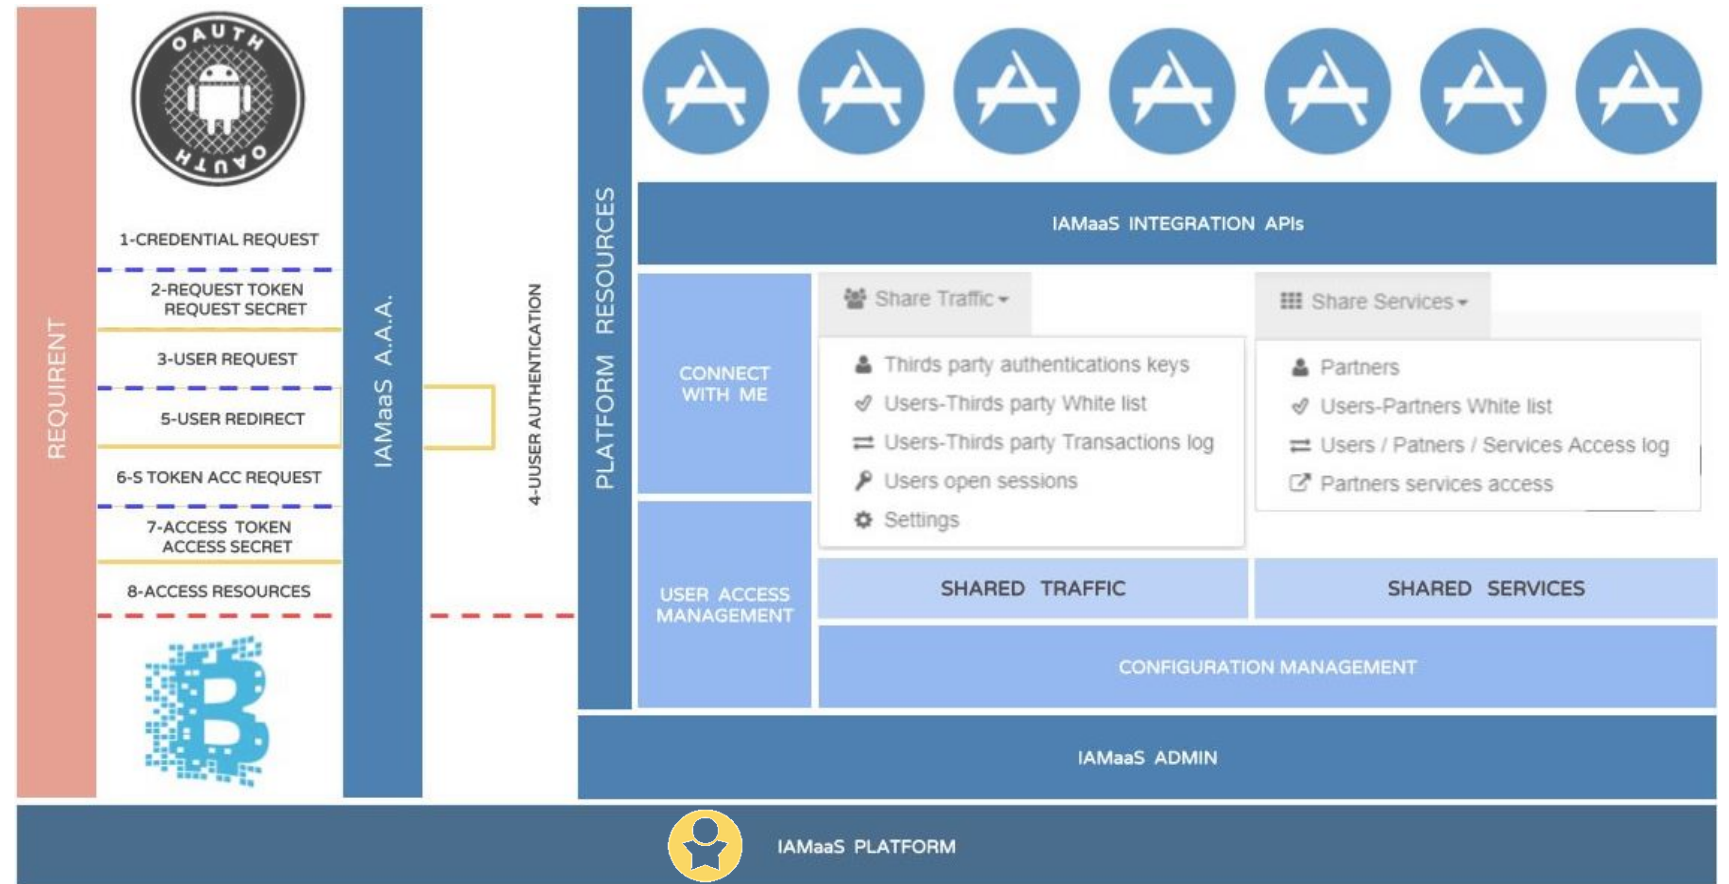 OAUTH
OAUTH
REQUIRENT
1-CREDENTIAL REQUEST
2-REQUEST TOKEN
REQUEST SECRET
3-USER REQUEST
5-USER REDIRECT
6-S TOKEN ACC REQUEST
7-ACCESS TOKEN
ACCESS SECRET
8-ACCESS RESOURCES
IAMaaS A.A.A.
4-UUSER AUTHENTICATION
PLATFORM RESOURCES
IAMaaS INTEGRATION APIs
CONNECT
WITH ME
USER ACCESS
MANAGEMENT
Share Traffic
Thirds party authentications keys
Users-Thirds party White list
Users-Thirds party Transactions log
Users open sessions
Settings
Share Services
Partners
Users-Partners White list
Users / Patners / Services Access log
Partners services access
SHARED TRAFFIC
SHARED SERVICES
CONFIGURATION MANAGEMENT
IAMaaS ADMIN
IAMaaS PLATFORM